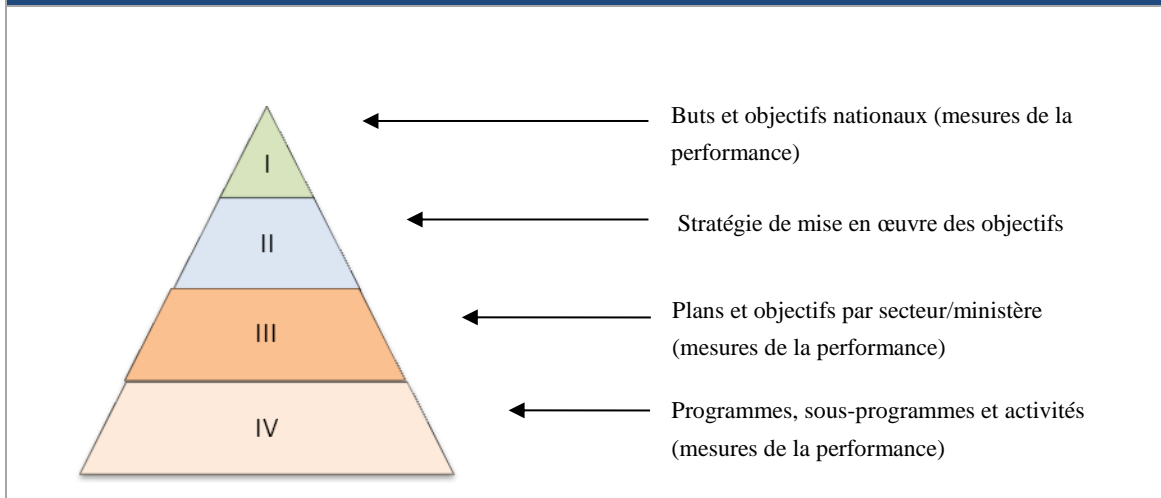 I
Buts et objectifs nationaux (mesures de la
performance)
II
Stratégie de mise en œuvre des objectifs
III
Plans et objectifs par secteur/ministère
(mesures de la performance)
IV
Programmes, sous-programmes et activités
(mesures de la performance)